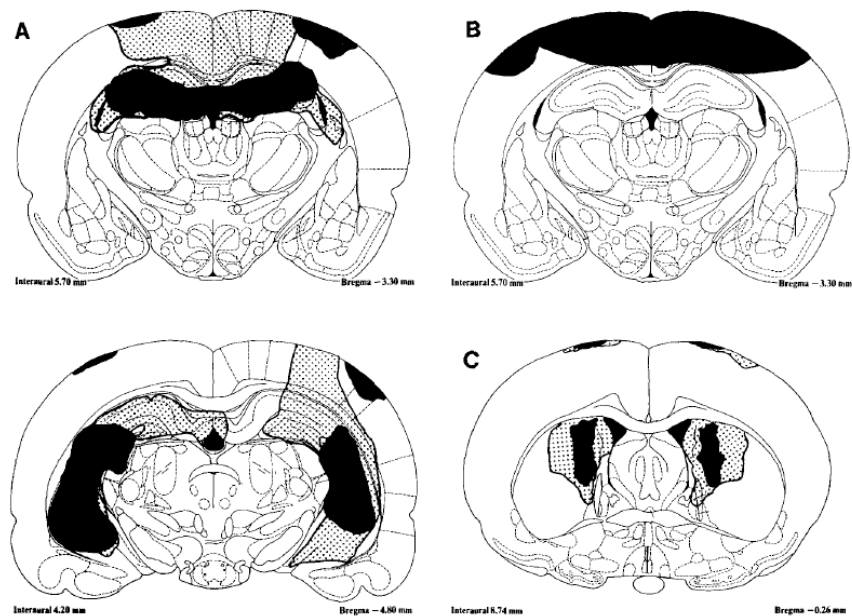 A
B
Interaural 5.70 mm
Bregma −3.30 mm
Interaural 5.70 mm
Bregma −3.30 mm
C
Interaural 4.20 mm
Bregma −4.80 mm
Interaural 8.74 mm
Bregma −0.26 mm